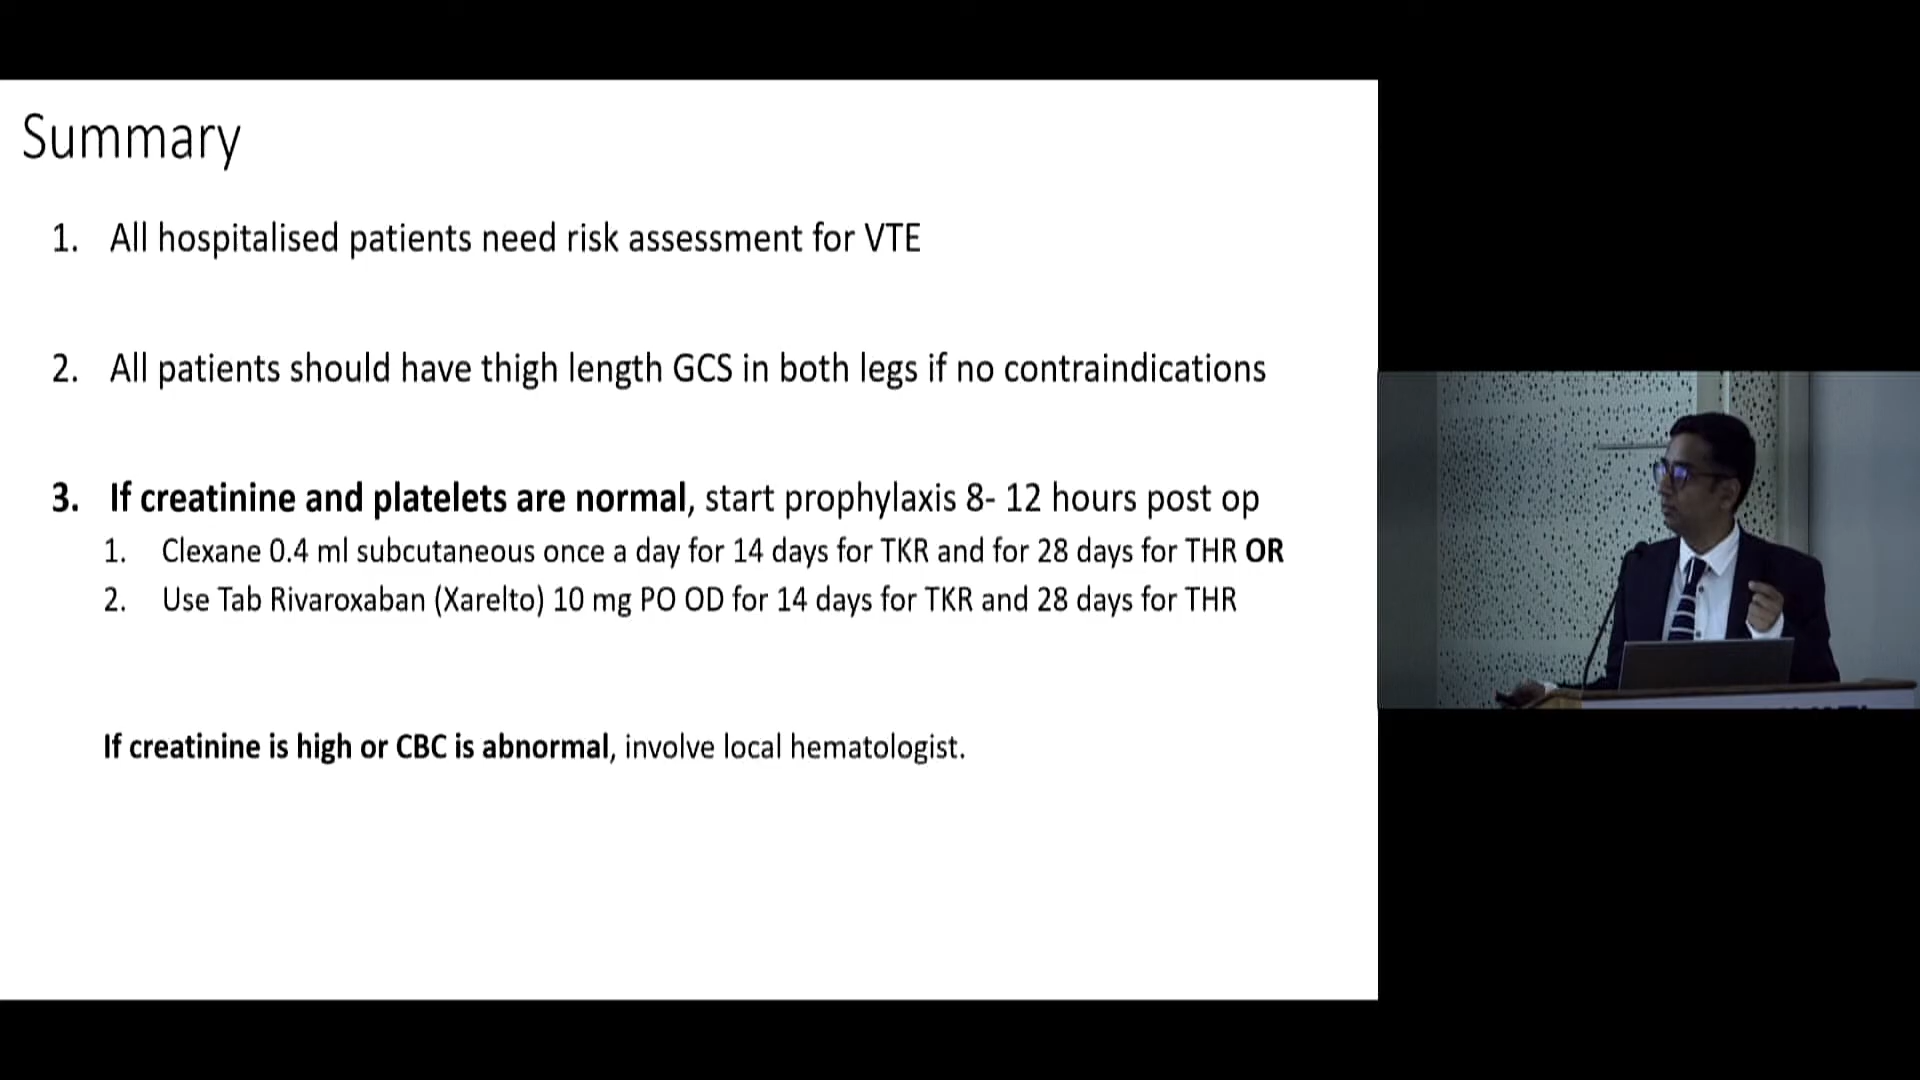 Summary
1. All hospitalised patients need risk assessment for VTE
2. All patients should have thigh length GCS in both legs if no contraindications
3. If creatinine and platelets are normal, start prophylaxis 8- 12 hours post op
1. Clexane 0.4 ml subcutaneous once a day for 14 days for TKR and for 28 days for THR OR
2. Use Tab Rivaroxaban (Xarelto) 10 mg PO OD for 14 days for TKR and 28 days for THR
If creatinine is high or CBC is abnormal, involve local hematologist.